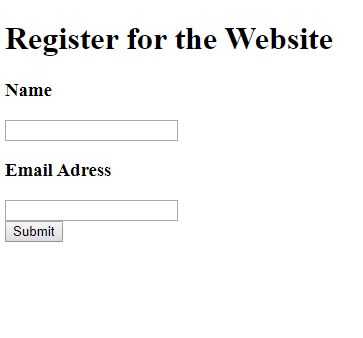 Register for the Website
Name
Email Adress
Submit